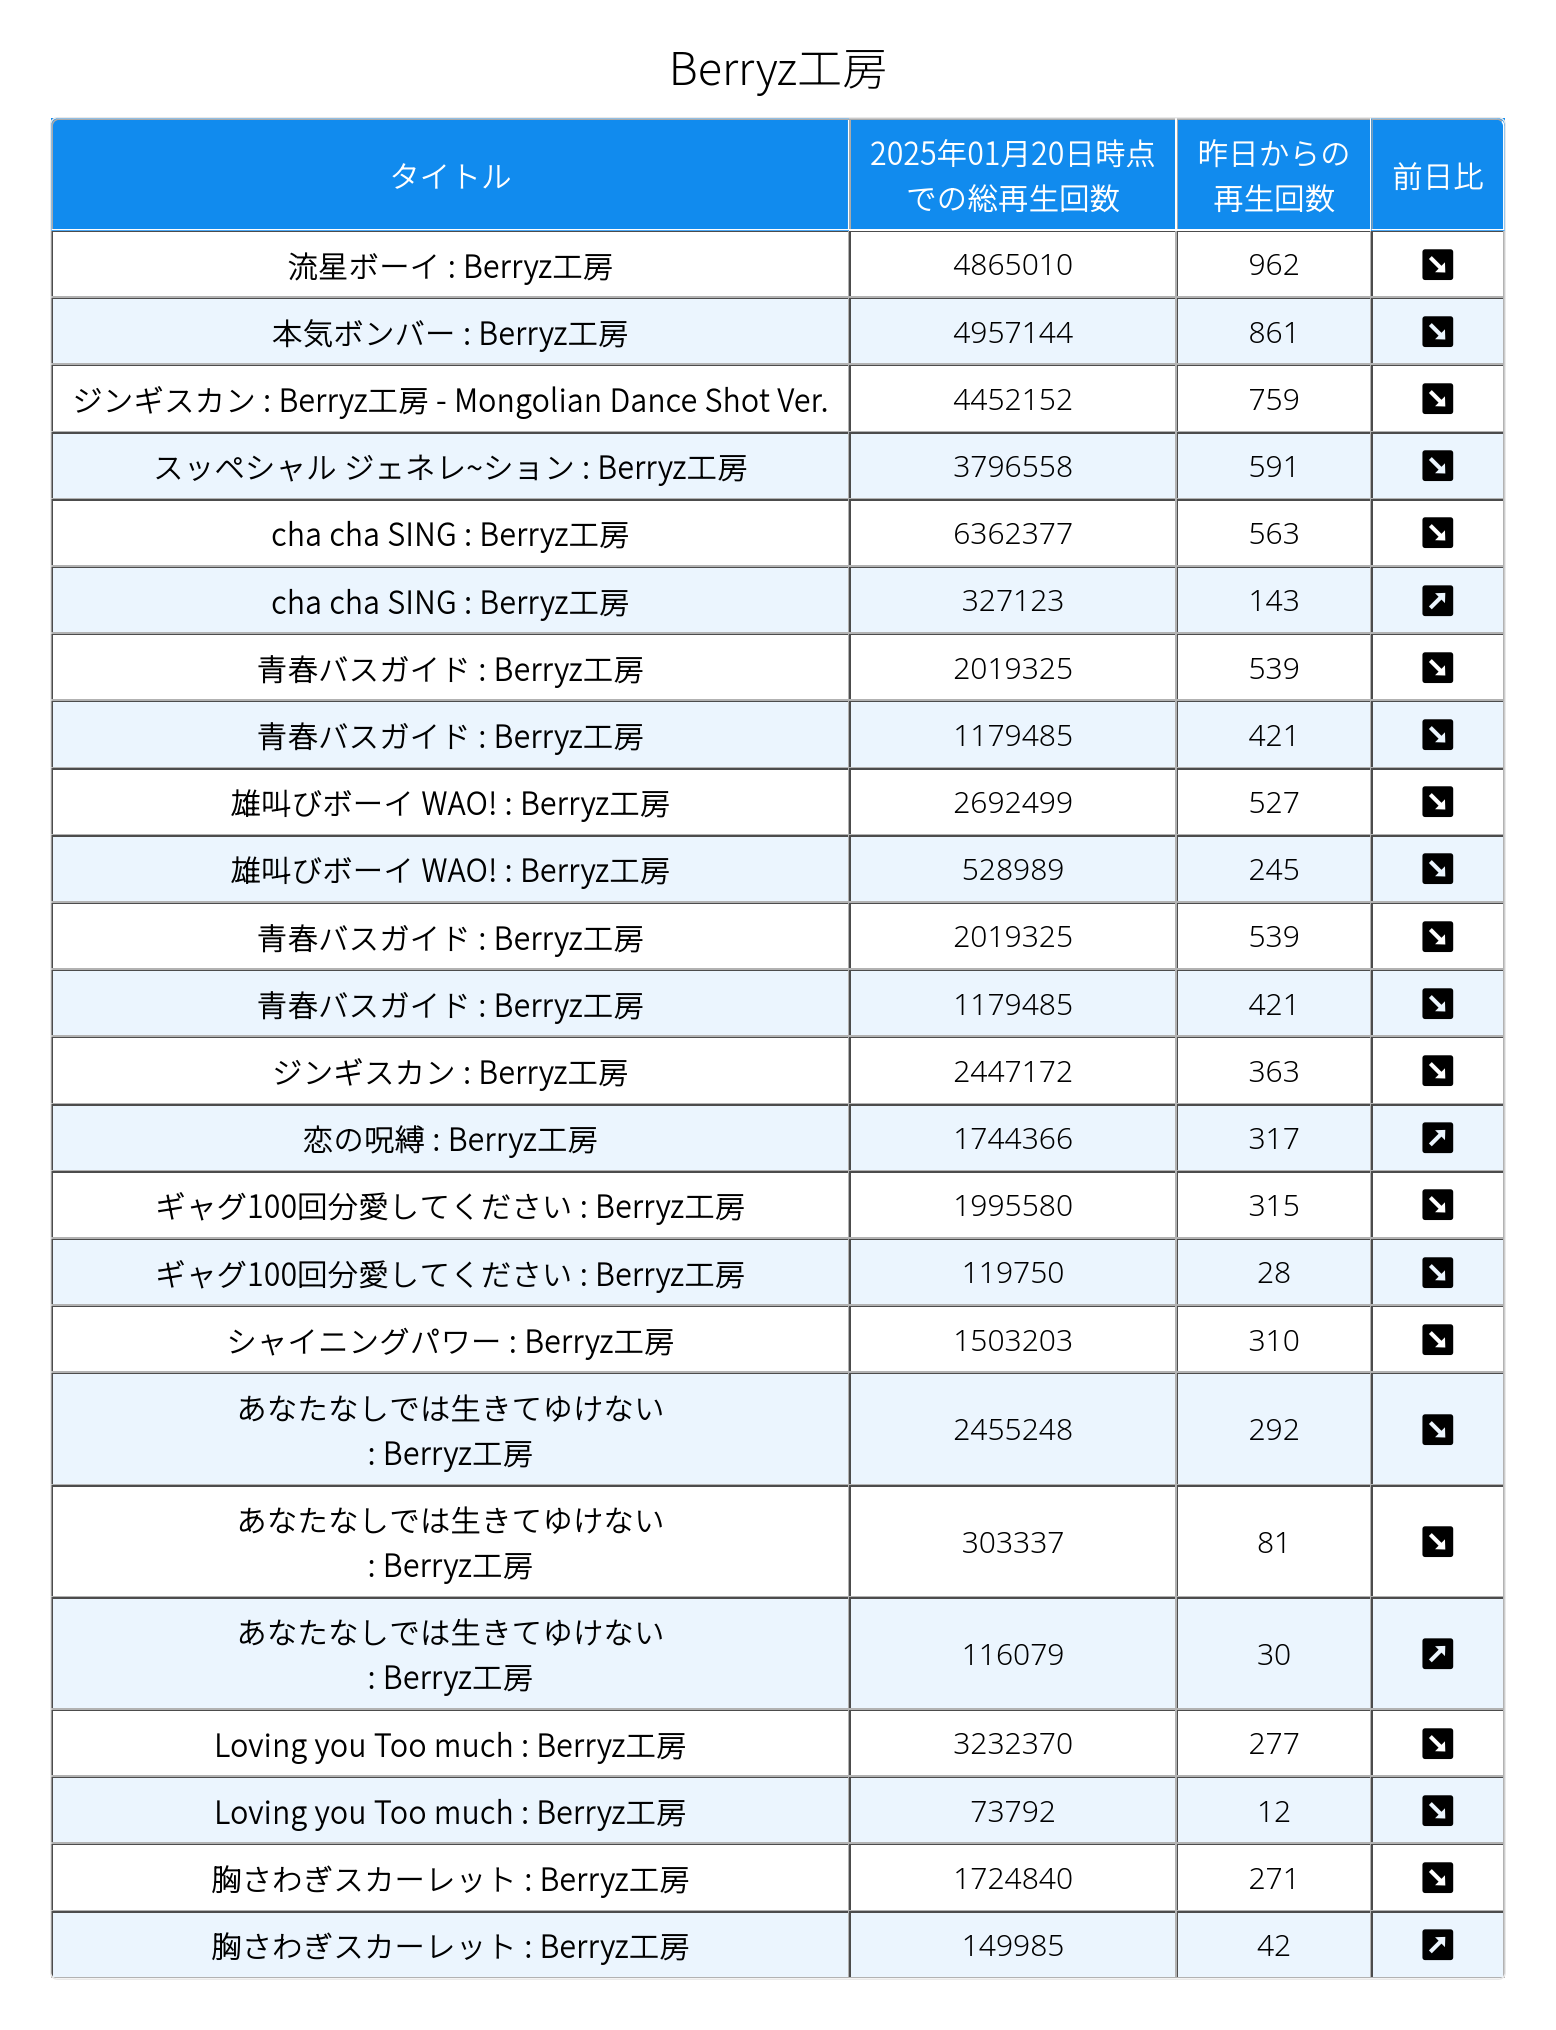 Berryz工房
タイトル 2025年01月20日時点 昨日からの 前日比
での総再生回数 再生回数
流星ボーイ : Berryz工房 4865010 962
本気ボンバー : Berryz工房 4957144 861
ジンギスカン : Berryz工房 - Mongolian Dance Shot Ver. 4452152 759
スッペシャル ジェネレ~ション : Berryz工房 3796558 591
cha cha SING : Berryz工房 6362377 563
cha cha SING : Berryz工房 327123 143
青春バスガイド : Berryz工房 2019325 539
青春バスガイド : Berryz工房 1179485 421
雄叫びボーイ WAO! : Berryz工房 2692499 527
雄叫びボーイ WAO! : Berryz工房 528989 245
青春バスガイド : Berryz工房 2019325 539
青春バスガイド : Berryz工房 1179485 421
ジンギスカン : Berryz工房 2447172 363
恋の呪縛 : Berryz工房 1744366 317
ギャグ100回分愛してください : Berryz工房 1995580 315
ギャグ100回分愛してください : Berryz工房 119750 28
シャイニングパワー : Berryz工房 1503203 310
あなたなしでは生きてゆけない
: Berryz工房 2455248 292
あなたなしでは生きてゆけない
: Berryz工房 303337 81
あなたなしでは生きてゆけない
: Berryz工房 116079 30
Loving you Too much : Berryz工房 3232370 277
Loving you Too much : Berryz工房 73792 12
胸さわぎスカーレット : Berryz工房 1724840 271
胸さわぎスカーレット : Berryz工房 149985 42